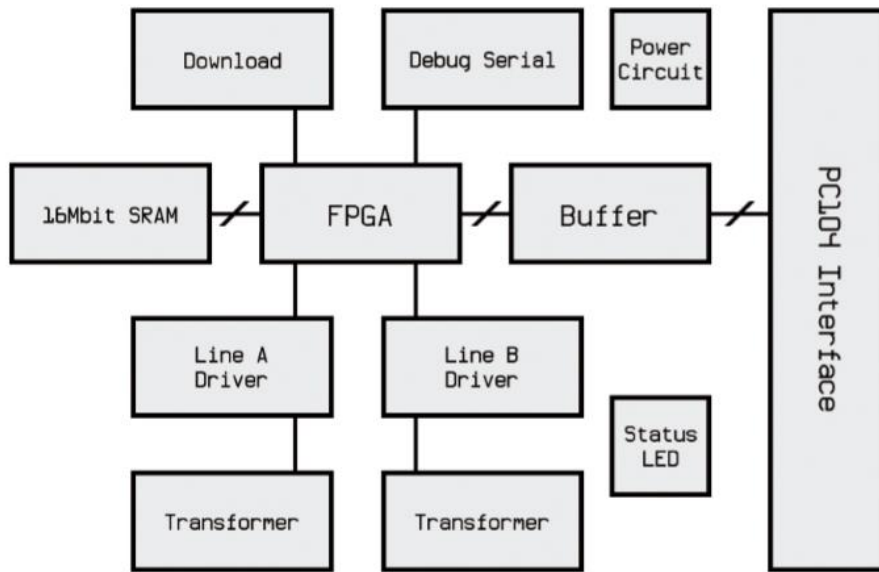 Download
Debug Serial
Power
Circuit
16Mbit SRAM
FPGA
Buffer
PC104 Interface
Line A
Driver
Line B
Driver
Status
LED
Transformer
Transformer